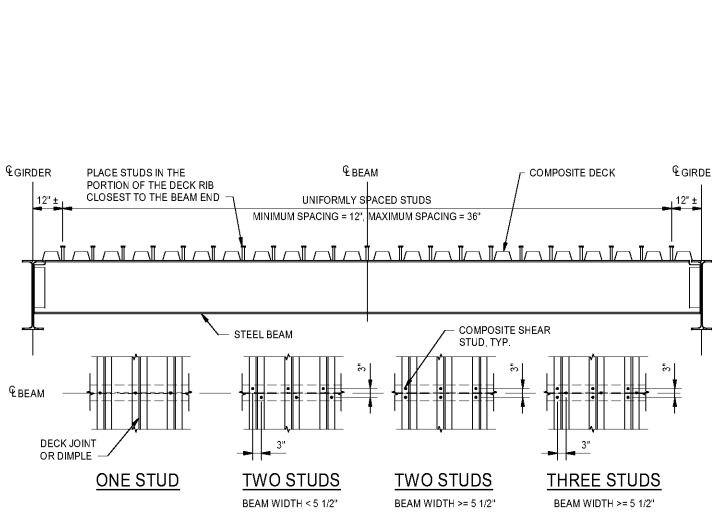 ℄ GIRDER
PLACE STUDS IN THE
PORTION OF THE DECK RIB
CLOSEST TO THE BEAM END
℄ BEAM
COMPOSITE DECK
℄ GIRDE
12" ±
UNIFORMLY SPACED STUDS
MINIMUM SPACING = 12", MAXIMUM SPACING = 36"
12" ±
STEEL BEAM
COMPOSITE SHEAR
STUD, TYP.
3"
3"
3"
℄ BEAM
DECK JOINT
OR DIMPLE
3"
3"
ONE STUD
TWO STUDS
BEAM WIDTH < 5 1/2"
TWO STUDS
BEAM WIDTH >= 5 1/2"
THREE STUDS
BEAM WIDTH >= 5 1/2"